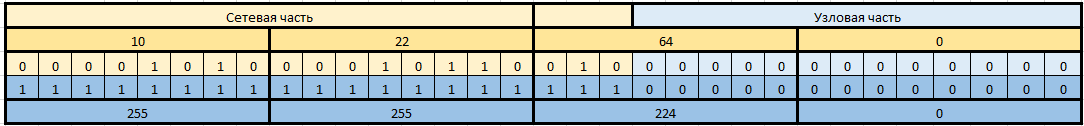 Сетевая часть Узловая часть
10 22 64 0
0 0 0 0 1 0 1 0 0 0 0 1 0 1 1 0 0 1 0 0 0 0 0 0 0 0 0 0 0 0 0 0
1 1 1 1 1 1 1 1 1 1 1 1 1 1 1 1 1 1 1 0 0 0 0 0 0 0 0 0 0 0 0 0
255 255 224 0